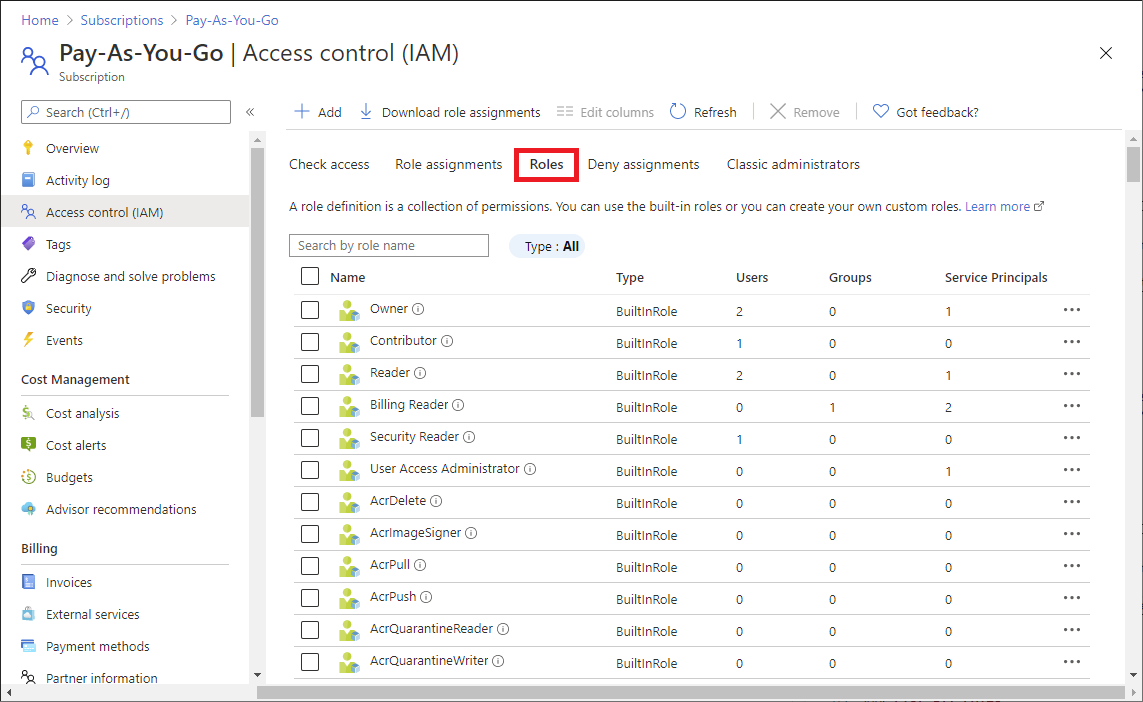 Home > Subscriptions > Pay-As-You-Go
Pay-As-You-Go | Access control (IAM)
Subscription
Search (Ctrl+/)
Overview
Activity log
Access control (IAM)
Tags
Diagnose and solve problems
Security
Events
Cost Management
Cost analysis
Cost alerts
Budgets
Advisor recommendations
Billing
Invoices
External services
Payment methods
Partner information
Add Download role assignments Edit columns Refresh Remove Got feedback?
Check access Role assignments Roles Deny assignments Classic administrators
A role definition is a collection of permissions. You can use the built-in roles or you can create your own custom roles. Learn more
Search by role name Type : All
Name Type Users Groups Service Principals
Owner BuiltInRole 2 0 1
Contributor BuiltInRole 1 0 0
Reader BuiltInRole 2 0 1
Billing Reader BuiltInRole 0 1 2
Security Reader BuiltInRole 1 0 0
User Access Administrator BuiltInRole 0 0 1
AcrDelete BuiltInRole 0 0 0
AcrImageSigner BuiltInRole 0 0 0
AcrPull BuiltInRole 0 0 0
AcrPush BuiltInRole 0 0 0
AcrQuarantineReader BuiltInRole 0 0 0
AcrQuarantineWriter BuiltInRole 0 0 0